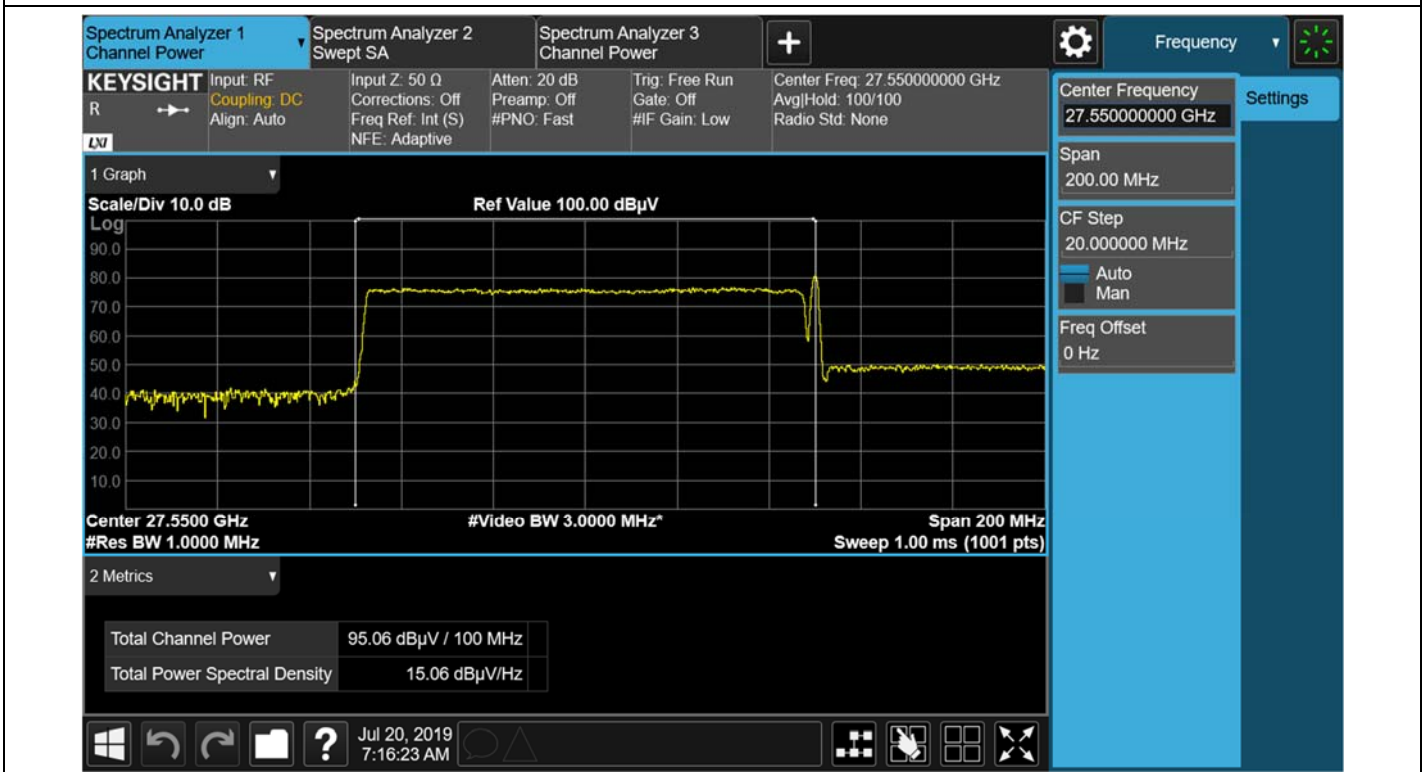 Spectrum Analyzer 1
Channel Power
Spectrum Analyzer 2
Swept SA
Spectrum Analyzer 3
Channel Power
Frequency
KEYSIGHT
R
LXI
Input: RF
Coupling: DC
Align: Auto
Input Z: 50 Ω
Corrections: Off
Freq Ref: Int (S)
NFE: Adaptive
Atten: 20 dB
Preamp: Off
#PNO: Fast
Trig: Free Run
Gate: Off
#IF Gain: Low
Center Freq: 27.550000000 GHz
Avg|Hold: 100/100
Radio Std: None
Center Frequency
27.550000000 GHz
Settings
Span
200.00 MHz
CF Step
20.000000 MHz
Auto
Man
Freq Offset
0 Hz
1 Graph
Scale/Div 10.0 dB
Ref Value 100.00 dBµV
Log
90.0
80.0
70.0
60.0
50.0
40.0
30.0
20.0
10.0
Center 27.5500 GHz
#Video BW 3.0000 MHz*
Span 200 MHz
#Res BW 1.0000 MHz
Sweep 1.00 ms (1001 pts)
2 Metrics
Total Channel Power 95.06 dBµV / 100 MHz
Total Power Spectral Density 15.06 dBµV/Hz
?
Jul 20, 2019
7:16:23 AM